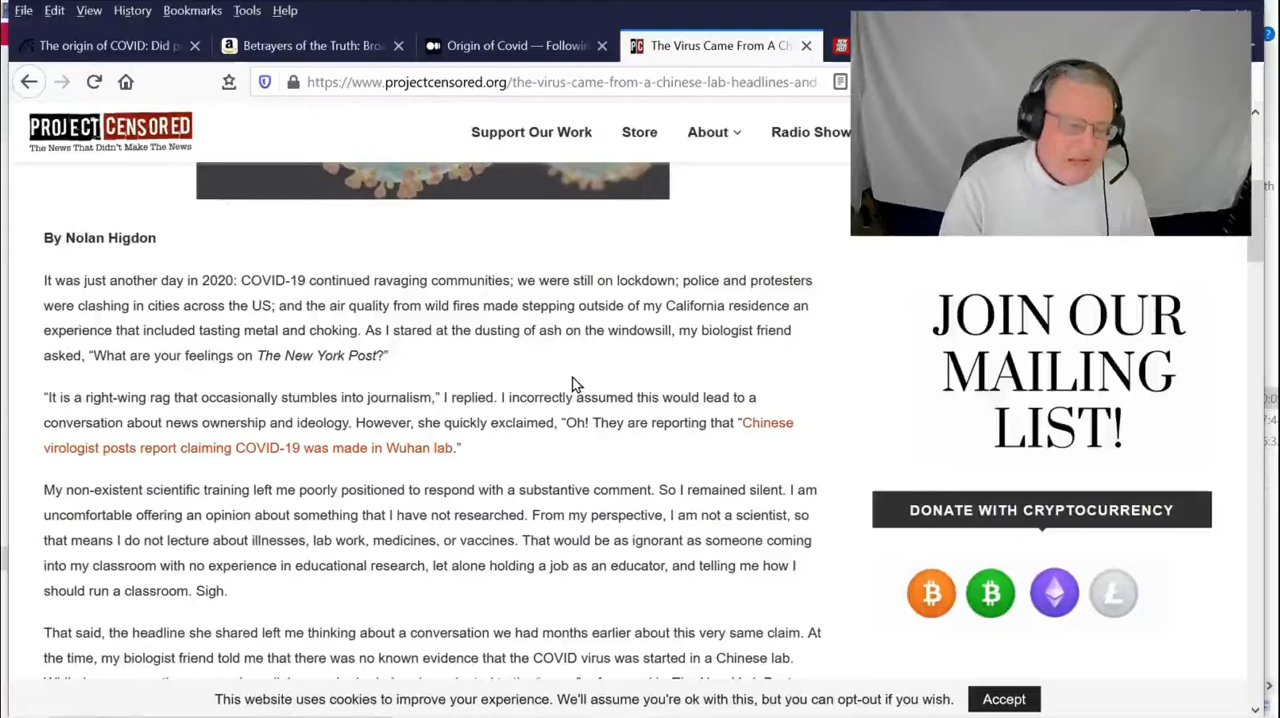 File Edit View History Bookmarks Tools Help
The origin of COVID: Did p
Betrayers of the Truth: Bro
Origin of Covid — Followin
The Virus Came From A Ch
https://www.projectcensored.org/the-virus-came-from-a-chinese-lab-headlines-and-
PROJECT CENSORED
The News That Didn't Make The News
Support Our Work Store About Radio Show
By Nolan Higdon
It was just another day in 2020: COVID-19 continued ravaging communities; we were still on lockdown; police and protesters
were clashing in cities across the US; and the air quality from wild fires made stepping outside of my California residence an
experience that included tasting metal and choking. As I stared at the dusting of ash on the windowsill, my biologist friend
asked, “What are your feelings on The New York Post?”
“It is a right-wing rag that occasionally stumbles into journalism,” I replied. I incorrectly assumed this would lead to a
conversation about news ownership and ideology. However, she quickly exclaimed, “Oh! They are reporting that “Chinese
virologist posts report claiming COVID-19 was made in Wuhan lab.”
My non-existent scientific training left me poorly positioned to respond with a substantive comment. So I remained silent. I am
uncomfortable offering an opinion about something that I have not researched. From my perspective, I am not a scientist, so
that means I do not lecture about illnesses, lab work, medicines, or vaccines. That would be as ignorant as someone coming
into my classroom with no experience in educational research, let alone holding a job as an educator, and telling me how I
should run a classroom. Sigh.
That said, the headline she shared left me thinking about a conversation we had months earlier about this very same claim. At
the time, my biologist friend told me that there was no known evidence that the COVID virus was started in a Chinese lab.
JOIN OUR
MAILING
LIST!
DONATE WITH CRYPTOCURRENCY
This website uses cookies to improve your experience. We'll assume you're ok with this, but you can opt-out if you wish.
Accept